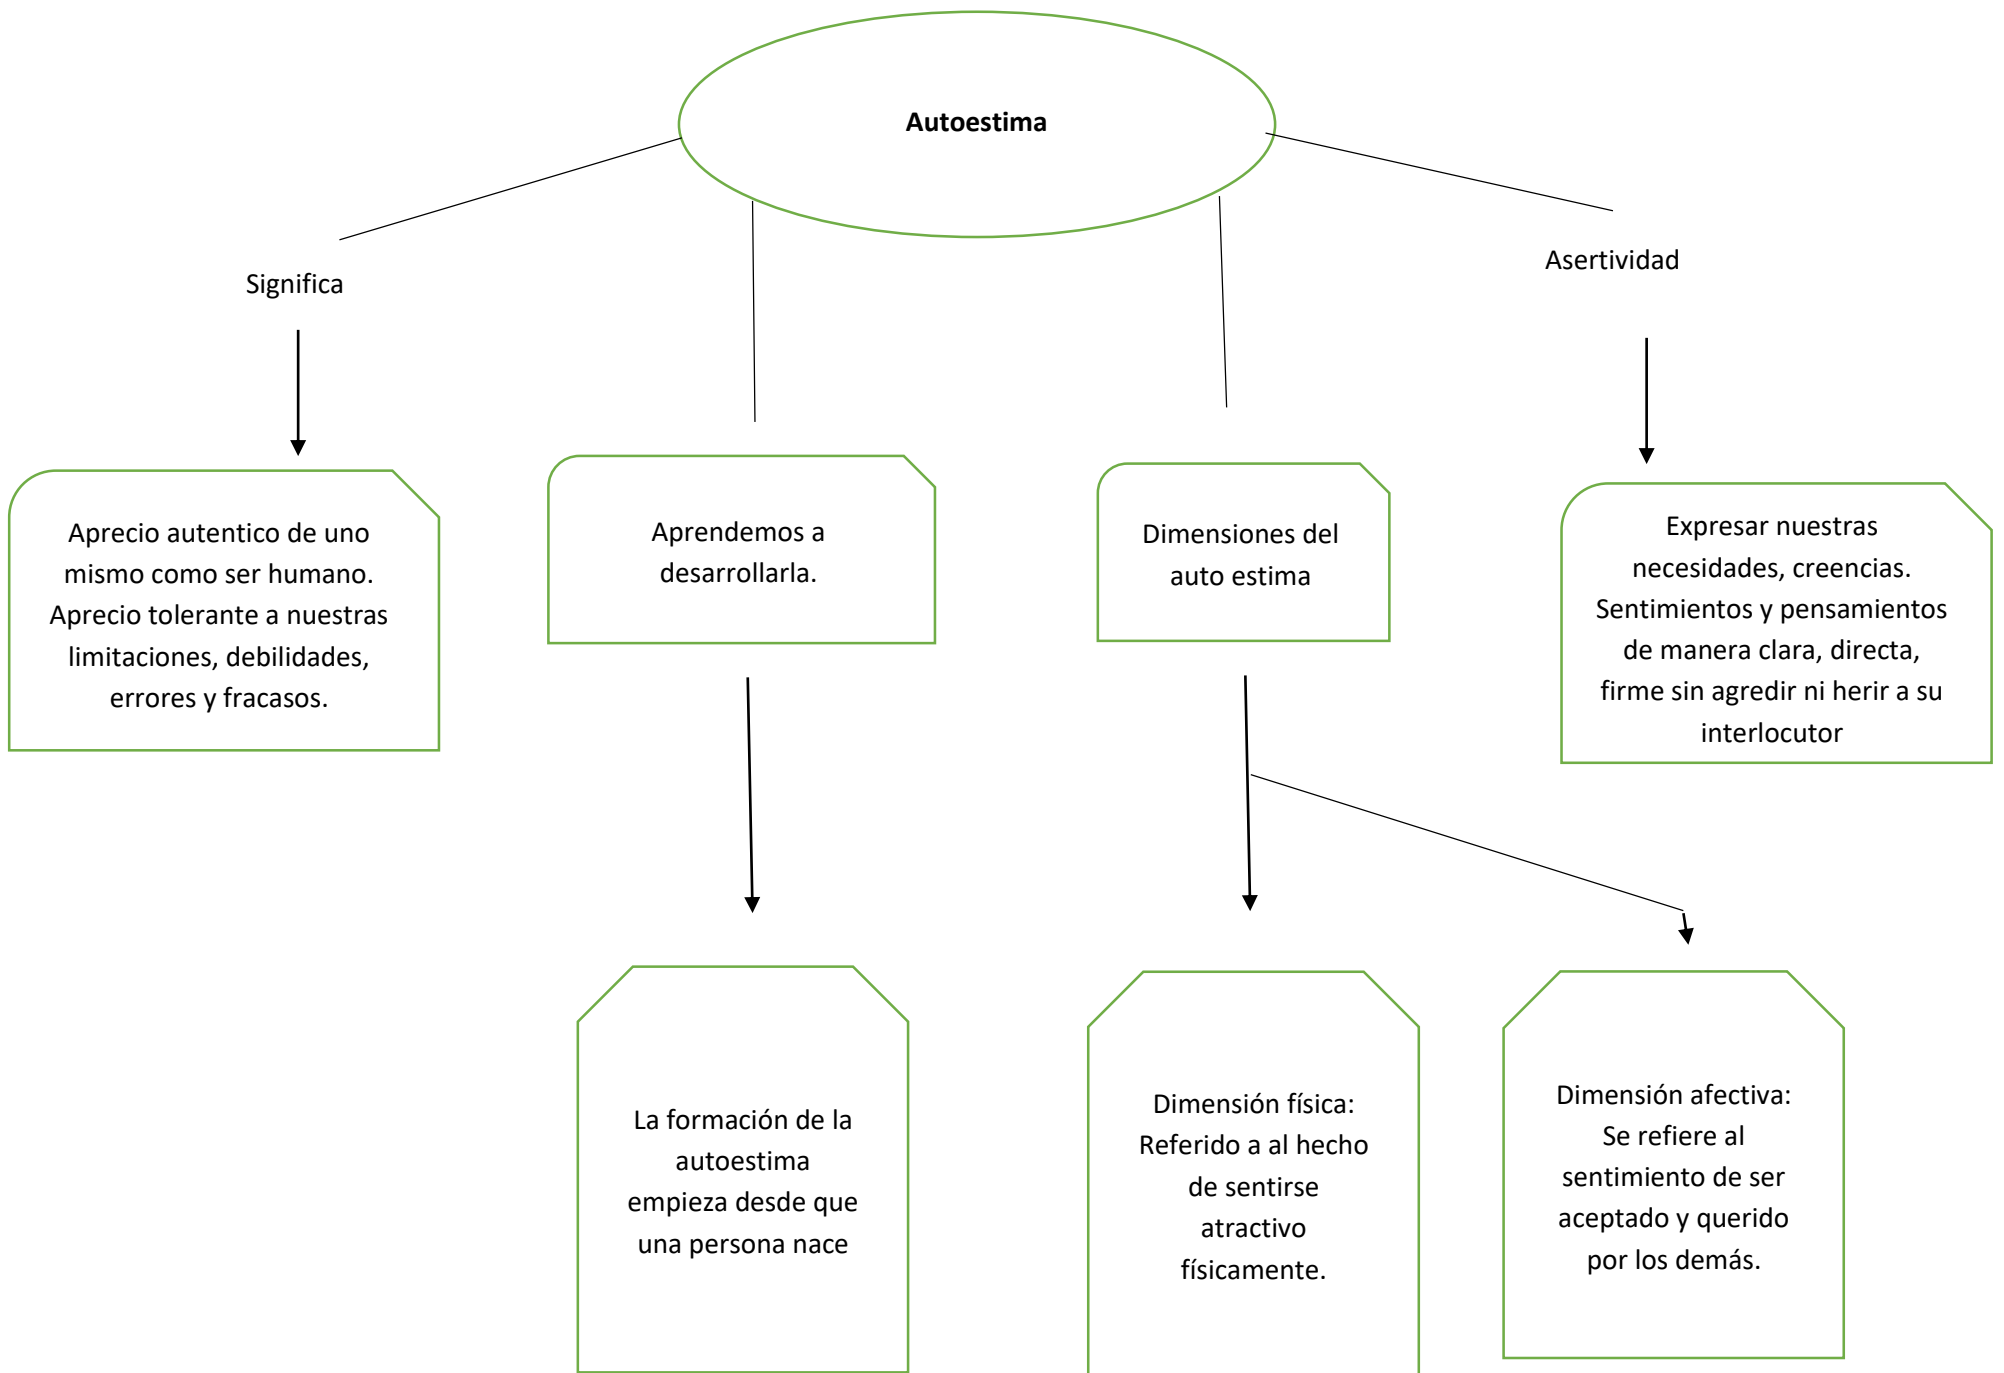 Autoestima
Significa
Asertividad
Aprecio autentico de uno
mismo como ser humano.
Aprecio tolerante a nuestras
limitaciones, debilidades,
errores y fracasos.
Aprendemos a
desarrollarla.
Dimensiones del
auto estima
Expresar nuestras
necesidades, creencias.
Sentimientos y pensamientos
de manera clara, directa,
firme sin agredir ni herir a su
interlocutor
La formación de la
autoestima
empieza desde que
una persona nace
Dimensión física:
Referido a al hecho
de sentirse
atractivo
físicamente.
Dimensión afectiva:
Se refiere al
sentimiento de ser
aceptado y querido
por los demás.